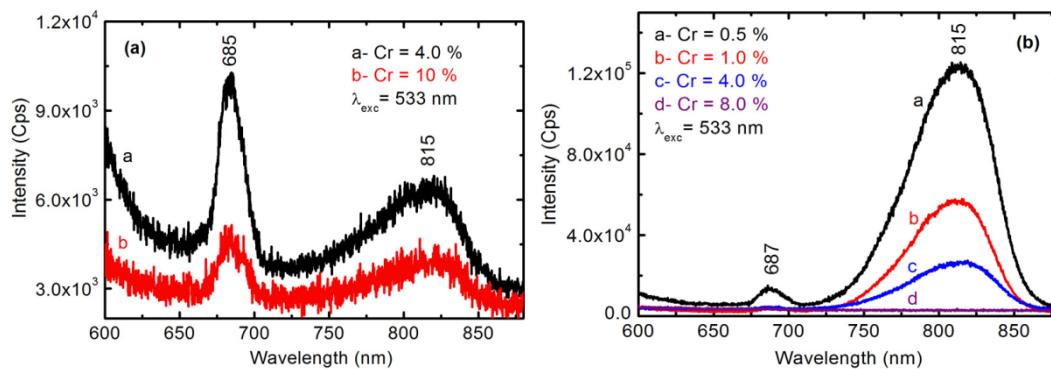 (a)
685
a- Cr = 4.0 %
b- Cr = 10 %
λexc= 533 nm
815
a
b
1.2x10⁴
9.0x10³
6.0x10³
3.0x10³
Intensity (Cps)
600 650 700 750 800 850
Wavelength (nm)
(b)
a- Cr = 0.5 %
b- Cr = 1.0 %
c- Cr = 4.0 %
d- Cr = 8.0 %
λexc= 533 nm
815
a
b
c
d
687
1.2x10⁵
8.0x10⁴
4.0x10⁴
0.0
Intensity (Cps)
600 650 700 750 800 850
Wavelength (nm)